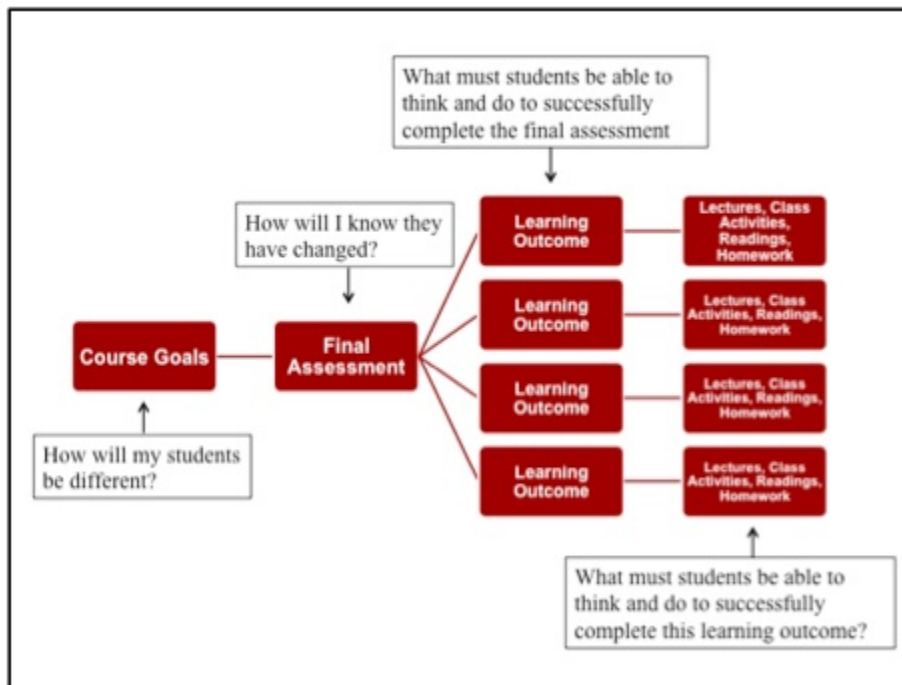 What must students be able to
think and do to successfully
complete the final assessment
How will I know they
have changed?
Learning
Outcome
Lectures, Class
Activities,
Readings,
Homework
Learning
Outcome
Lectures, Class
Activities, Readings,
Homework
Course Goals
Final
Assessment
Learning
Outcome
Lectures, Class
Activities, Readings,
Homework
How will my students
be different?
Learning
Outcome
Lectures, Class
Activities, Readings,
Homework
What must students be able to
think and do to successfully
complete this learning outcome?